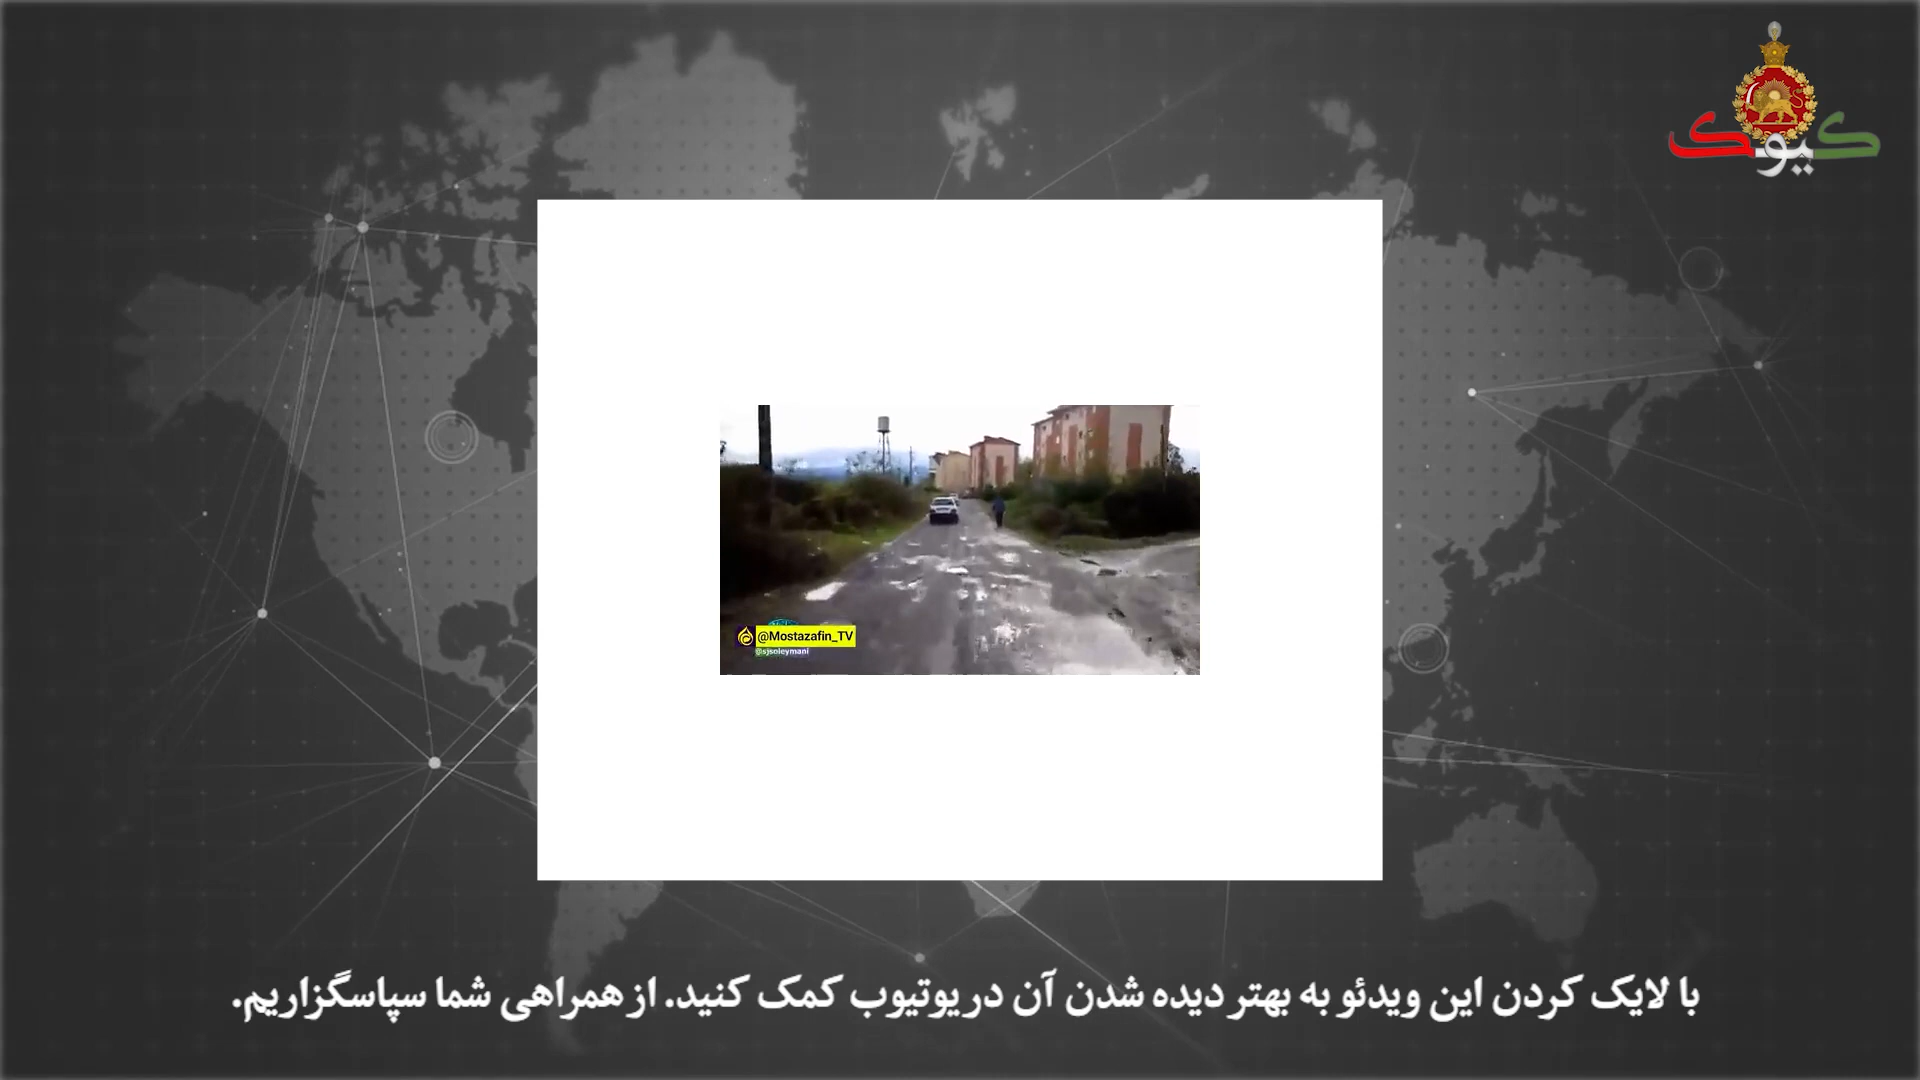 کیوک
@Mostazafin_TV
@sjsoleymani
با لایک کردن این ویدئو به بهتر دیده شدن آن در یوتیوب کمک کنید. از همراهی شما سپاسگزاریم.